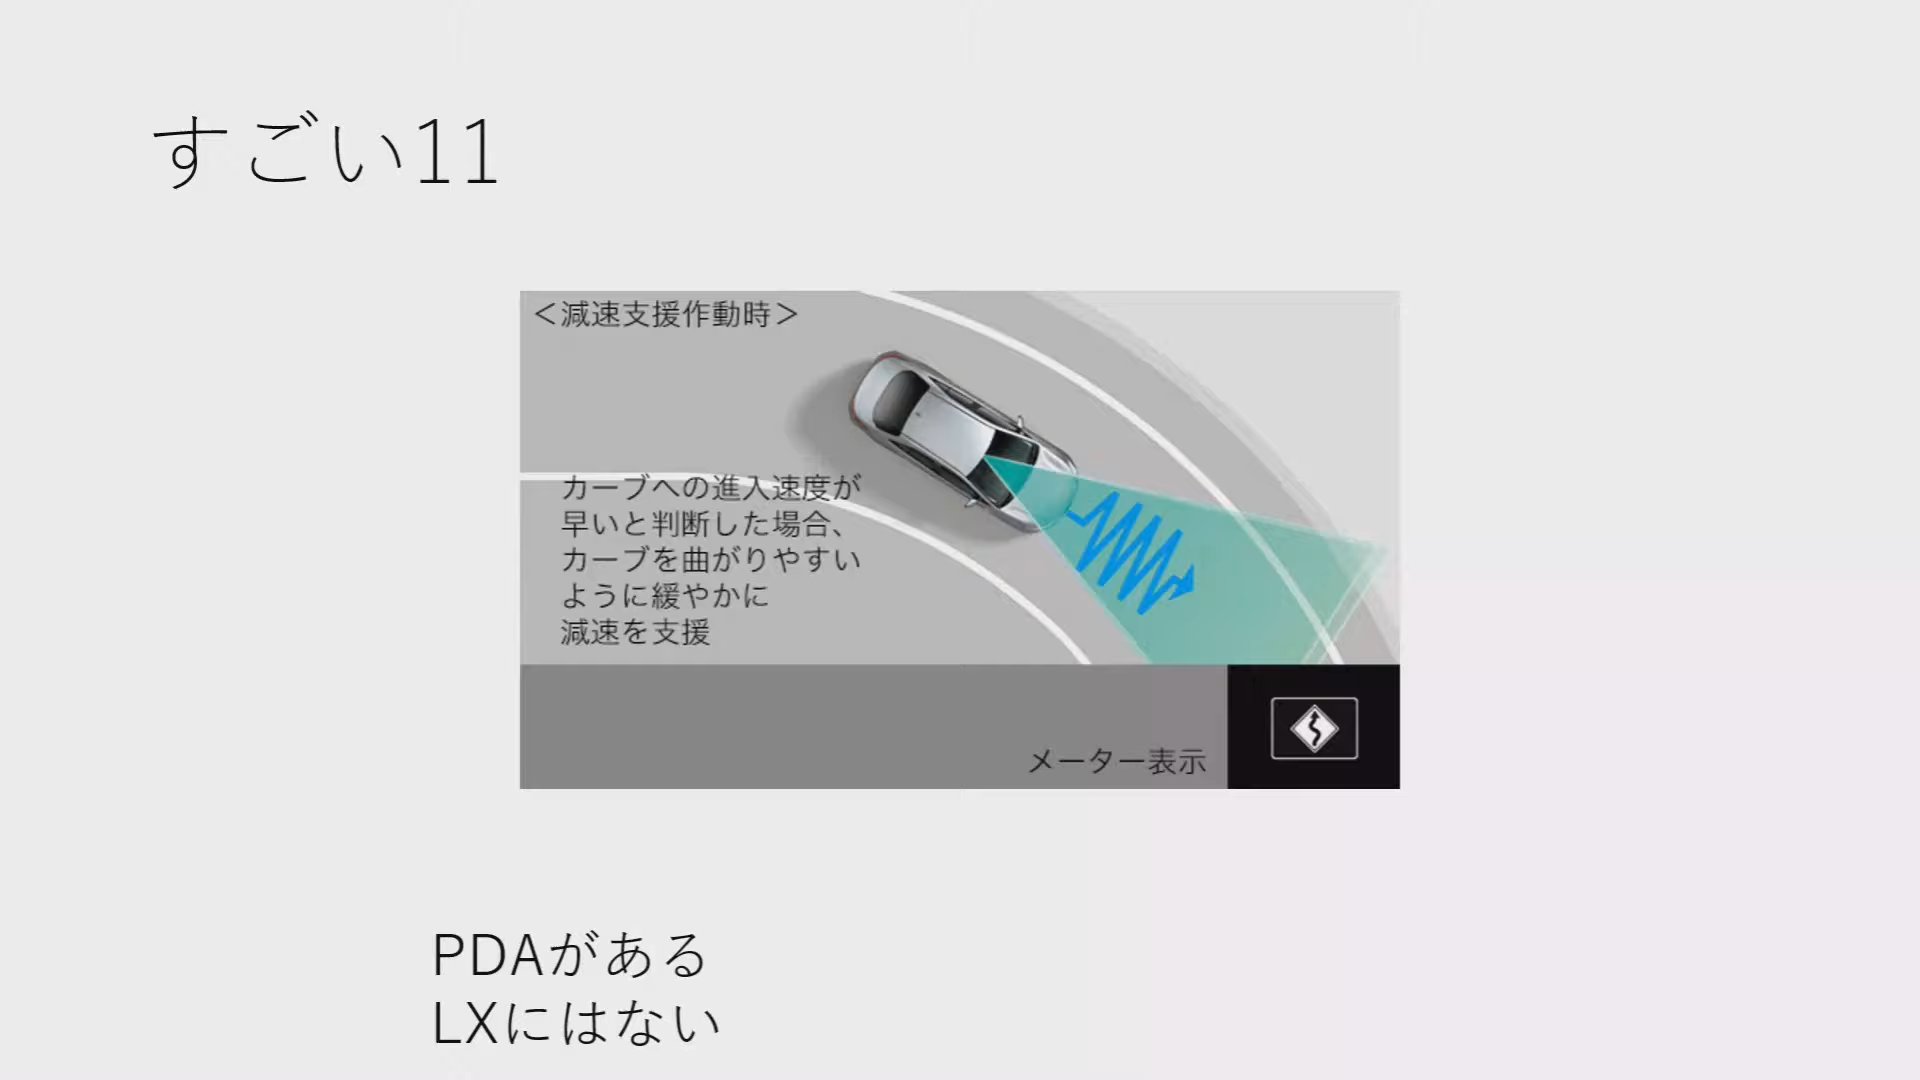 すごい11
＜減速支援作動時＞
カーブへの進入速度が
早いと判断した場合、
カーブを曲がりやすい
ように緩やかに
減速を支援
メーター表示
PDAがある
LXにはない